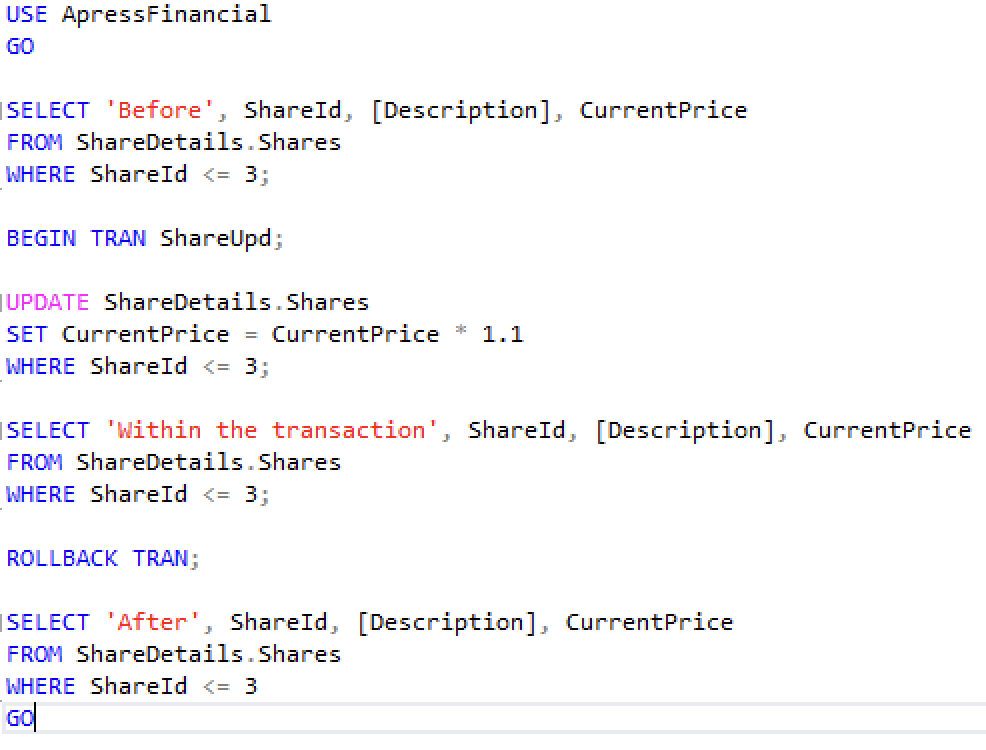 USE ApressFinancial
GO
SELECT 'Before', ShareId, [Description], CurrentPrice
FROM ShareDetails.Shares
WHERE ShareId <= 3;
BEGIN TRAN ShareUpd;
UPDATE ShareDetails.Shares
SET CurrentPrice = CurrentPrice * 1.1
WHERE ShareId <= 3;
SELECT 'Within the transaction', ShareId, [Description], CurrentPrice
FROM ShareDetails.Shares
WHERE ShareId <= 3;
ROLLBACK TRAN;
SELECT 'After', ShareId, [Description], CurrentPrice
FROM ShareDetails.Shares
WHERE ShareId <= 3
GO